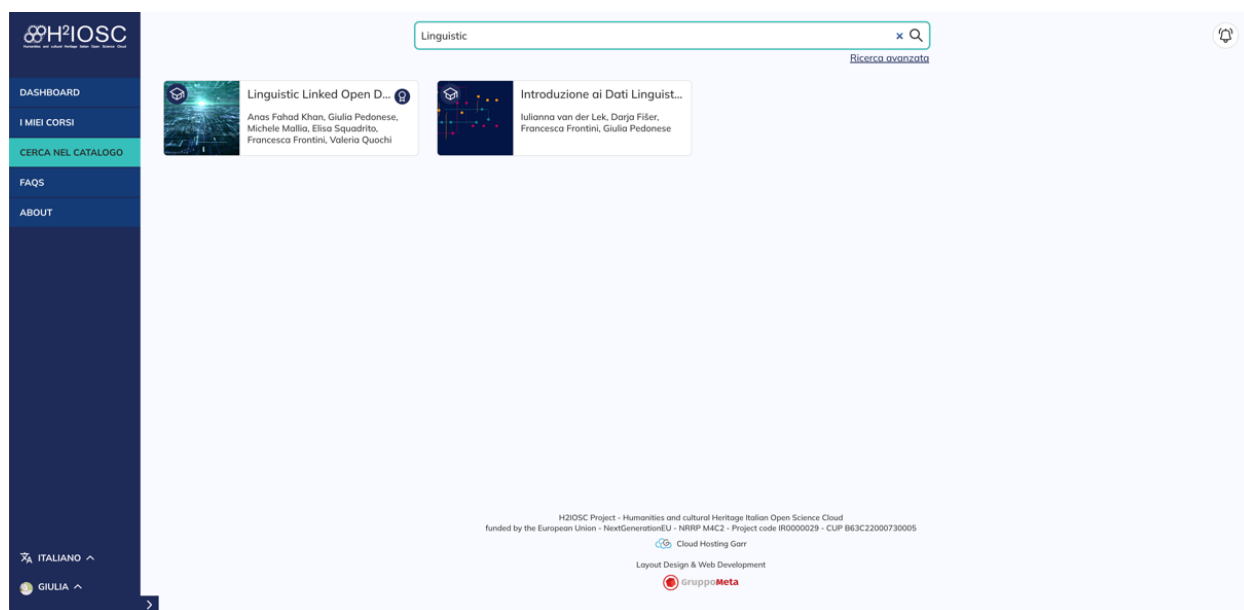 H²IOSC
Humanities and cultural Heritage Italian Open Science Cloud
Linguistic
Ricerca avanzata
DASHBOARD
I MIEI CORSI
CERCA NEL CATALOGO
FAQS
ABOUT
Linguistic Linked Open D...
Anas Fahad Khan, Giulia Pedonese,
Michele Mallia, Elisa Squadrito,
Francesca Frontini, Valeria Quochi
Introduzione ai Dati Linguist...
Iulianna van der Lek, Darja Fišer,
Francesca Frontini, Giulia Pedonese
H2IOSC Project - Humanities and cultural Heritage Italian Open Science Cloud
funded by the European Union - NextGenerationEU - NRRP M4C2 - Project code IR0000029 - CUP B63C22000730005
Cloud Hosting Garr
Layout Design & Web Development
GruppoMeta
ITALIANO
GIULIA